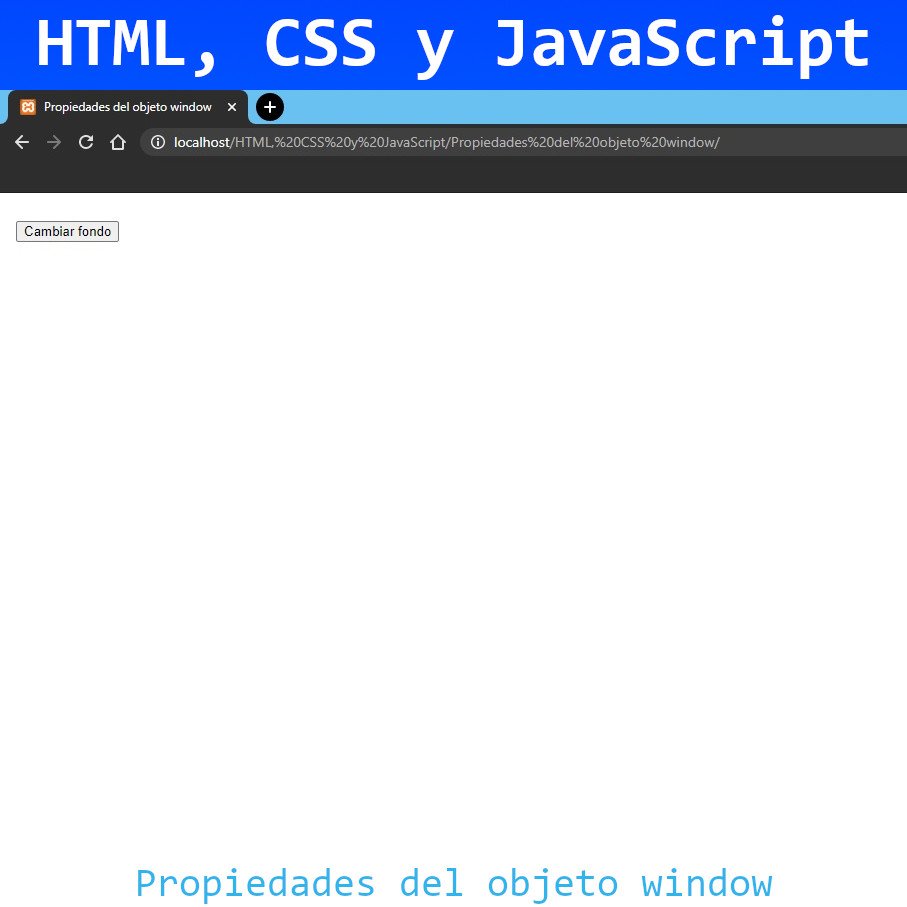 HTML, CSS y JavaScript
Propiedades del objeto window
localhost/HTML,%20CSS%20y%20JavaScript/Propiedades%20del%20objeto%20window/
Cambiar fondo
Propiedades del objeto window